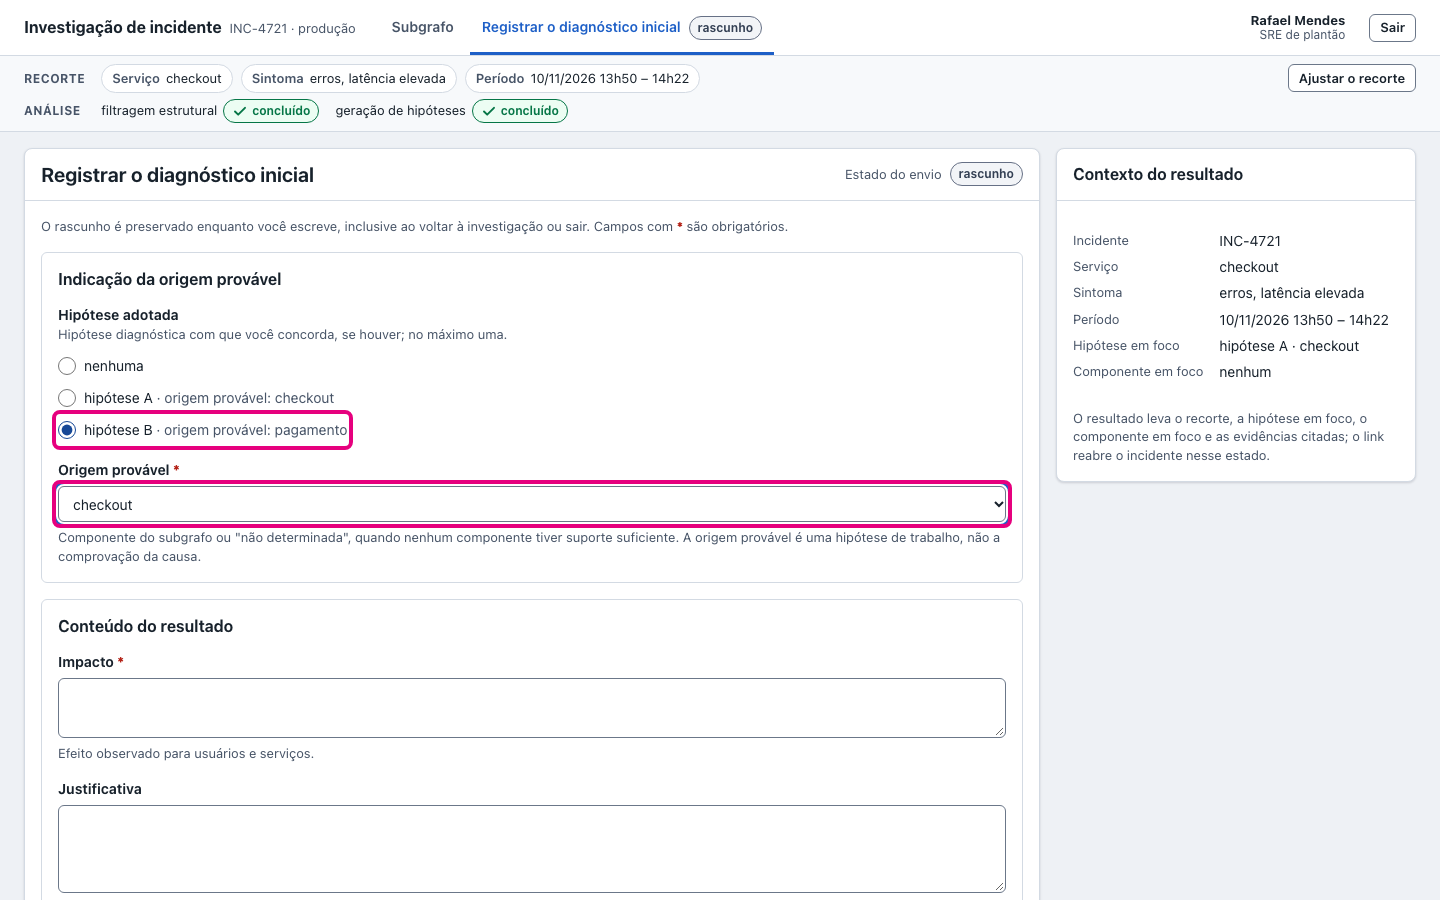 Investigação de incidente INC-4721 · produção
Subgrafo
Registrar o diagnóstico inicial rascunho
Rafael Mendes
SRE de plantão
Sair
RECORTE Serviço checkout Sintoma erros, latência elevada Período 10/11/2026 13h50 – 14h22
Ajustar o recorte
ANÁLISE filtragem estrutural concluído geração de hipóteses concluído
Registrar o diagnóstico inicial
Estado do envio rascunho
O rascunho é preservado enquanto você escreve, inclusive ao voltar à investigação ou sair. Campos com * são obrigatórios.
Indicação da origem provável
Hipótese adotada
Hipótese diagnóstica com que você concorda, se houver; no máximo uma.
nenhuma
hipótese A · origem provável: checkout
hipótese B · origem provável: pagamento
Origem provável *
checkout
Componente do subgrafo ou "não determinada", quando nenhum componente tiver suporte suficiente. A origem provável é uma hipótese de trabalho, não a
comprovação da causa.
Conteúdo do resultado
Impacto *
Efeito observado para usuários e serviços.
Justificativa
Contexto do resultado
Incidente INC-4721
Serviço checkout
Sintoma erros, latência elevada
Período 10/11/2026 13h50 – 14h22
Hipótese em foco hipótese A · checkout
Componente em foco nenhum
O resultado leva o recorte, a hipótese em foco, o
componente em foco e as evidências citadas; o link
reabre o incidente nesse estado.